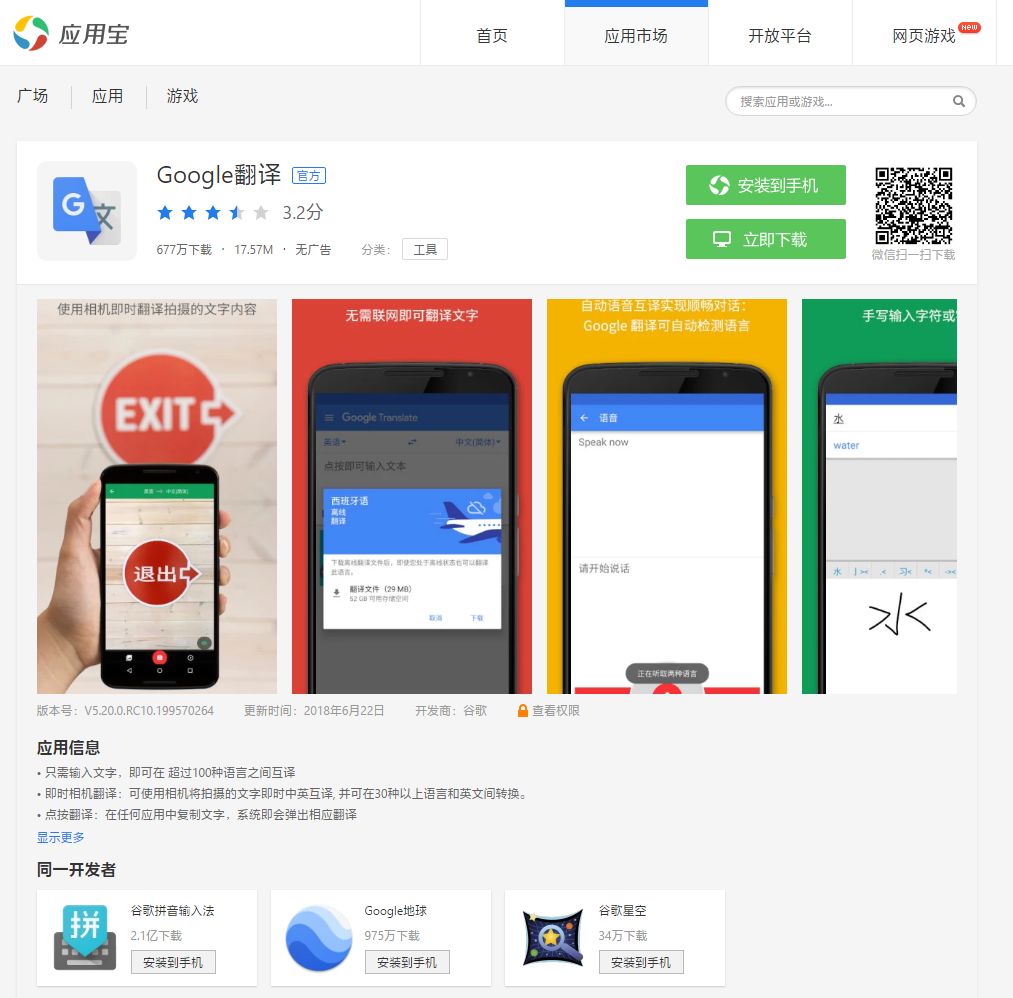 应用宝
首页
应用市场
开放平台
网页游戏
NEW
广场
应用
游戏
搜索应用或游戏...
Google翻译
官方
3.2分
677万下载 · 17.57M · 无广告
分类：
工具
安装到手机
立即下载
微信扫一扫下载
使用相机即时翻译拍摄的文字内容
EXIT
英语 中文(简体)
退出
无需联网即可翻译文字
Google Translate
英语
中文(简体)
点按即可输入文本
西班牙语
离线
翻译
下载离线翻译文件后，即使您处于离线状态也可以翻译
此语言。
翻译文件（29 MB）
52 GB 可用存储空间
取消
下载
自动语音互译实现顺畅对话：
Google 翻译可自动检测语言
语音
Speak now
请开始说话
正在听取两种语言
手写输入字符或
水
water
水
水
版本号：V5.20.0.RC10.199570264
更新时间：2018年6月22日
开发商：谷歌
查看权限
应用信息
• 只需输入文字，即可在 超过100种语言之间互译
• 即时相机翻译：可使用相机将拍摄的文字即时中英互译, 并可在30种以上语言和英文间转换。
• 点按翻译：在任何应用中复制文字，系统即会弹出相应翻译
显示更多
同一开发者
拼
谷歌拼音输入法
2.1亿下载
安装到手机
Google地球
975万下载
安装到手机
谷歌星空
34万下载
安装到手机